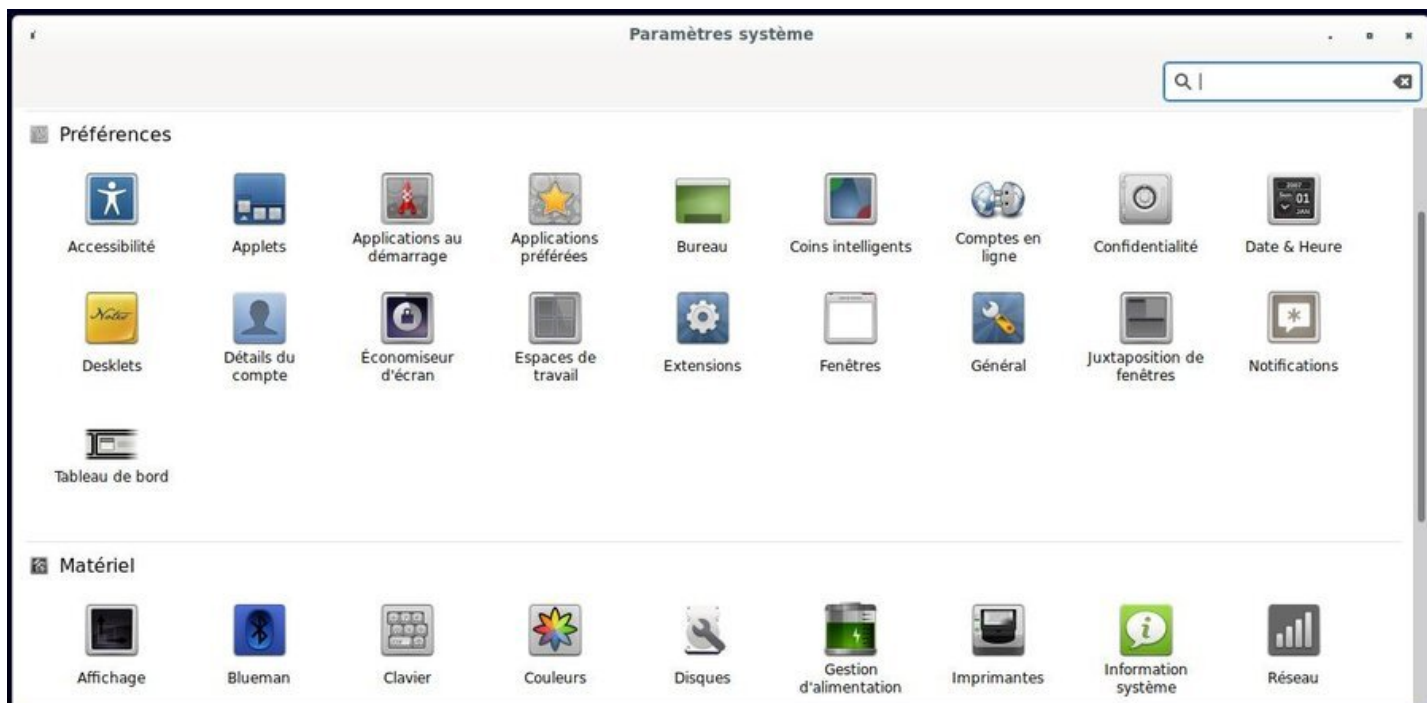 Paramètres système
Préférences
Accessibilité
Applets
Applications au
démarrage
Applications
préférées
Bureau
Coins intelligents
Comptes en
ligne
Confidentialité
Date & Heure
Desklets
Détails du
compte
Économiseur
d'écran
Espaces de
travail
Extensions
Fenêtres
Général
Juxtaposition de
fenêtres
Notifications
Tableau de bord
Matériel
Affichage
Blueman
Clavier
Couleurs
Disques
Gestion
d'alimentation
Imprimantes
Information
système
Réseau